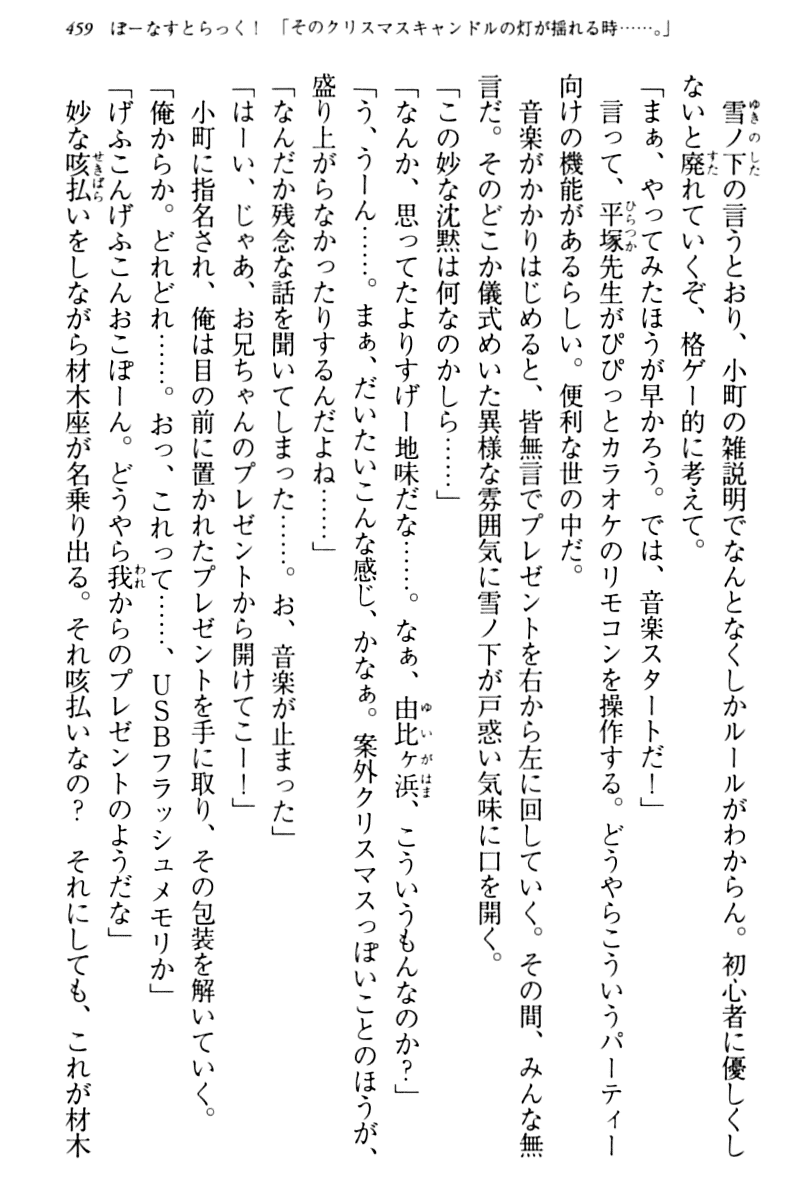 459 ぼーなすとらっく！「そのクリスマスキャンドルの灯が揺れる時……。」
雪ノ下の言うとおり、小町の雑説明でなんとなくしかルールがわからん。初心者に優しくし
ないと廃れていくぞ、格ゲー的に考えて。
「まぁ、やってみたほうが早かろう。では、音楽スタートだ！」
言って、平塚先生がぴぴっとカラオケのリモコンを操作する。どうやらこういうパーティー
向けの機能があるらしい。便利な世の中だ。
音楽がかかりはじめると、皆無言でプレゼントを右から左に回していく。その間、みんな無
言だ。そのどこか儀式めいた異様な雰囲気に雪ノ下が戸惑い気味に口を開く。
「この妙な沈黙は何なのかしら……」
「なんか、思ってたよりすげー地味だな……。なぁ、由比ヶ浜、こういうもんなのか？」
「う、うーん……。まぁ、だいたいこんな感じ、かなぁ。案外クリスマスっぽいことのほうが、
盛り上がらなかったりするんだよね……」
「なんだか残念な話を聞いてしまった……。お、音楽が止まった」
「はーい、じゃあ、お兄ちゃんのプレゼントから開けてこー！」
小町に指名され、俺は目の前に置かれたプレゼントを手に取り、その包装を解いていく。
「俺からか。どれどれ……。おっ、これって……、USBフラッシュメモリか」
「げふこんげふこんおこぽーん。どうやら我からのプレゼントのようだな」
妙な咳払いをしながら材木座が名乗り出る。それ咳払いなの？　それにしても、これが材木